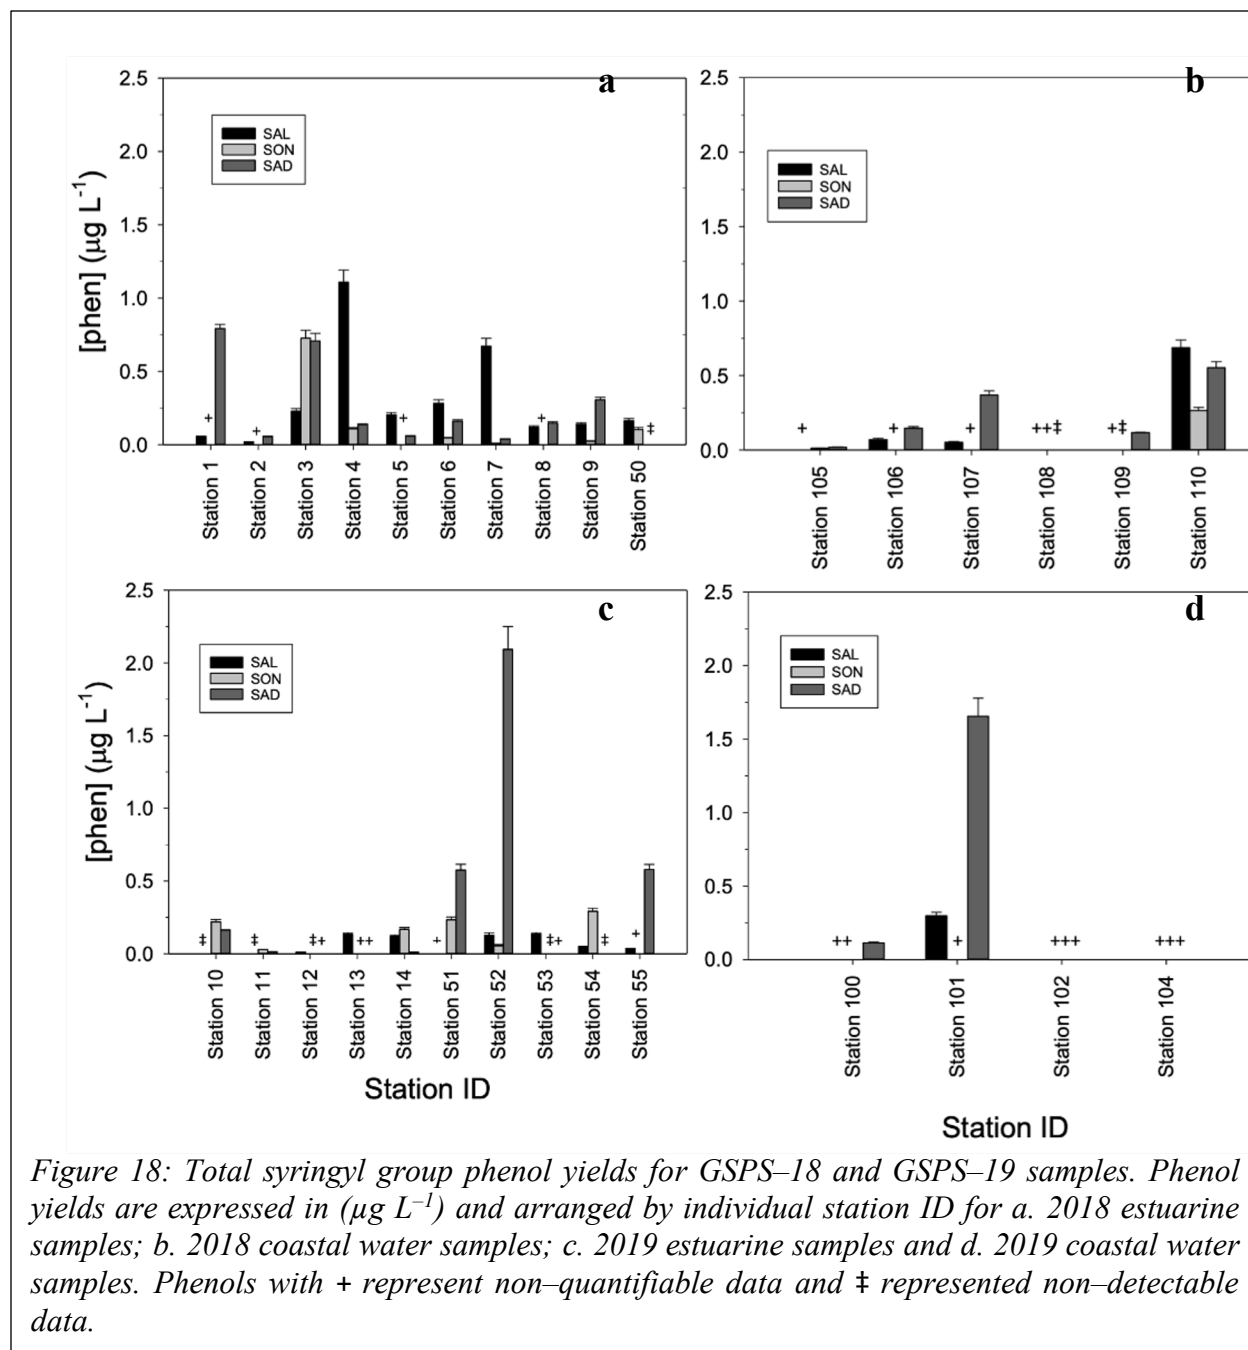 a
2.5
2.0
1.5
1.0
0.5
0.0
[phen] (µg L⁻¹)
SAL
SON
SAD
+
+
+
+
‡
Station 1
Station 2
Station 3
Station 4
Station 5
Station 6
Station 7
Station 8
Station 9
Station 50
b
2.5
2.0
1.5
1.0
0.5
0.0
SAL
SON
SAD
+
+
+
++‡
+‡
Station 105
Station 106
Station 107
Station 108
Station 109
Station 110
c
2.5
2.0
1.5
1.0
0.5
0.0
[phen] (µg L⁻¹)
SAL
SON
SAD
‡
‡
‡+
++
+
‡+
‡
+
Station 10
Station 11
Station 12
Station 13
Station 14
Station 51
Station 52
Station 53
Station 54
Station 55
Station ID
d
2.5
2.0
1.5
1.0
0.5
0.0
SAL
SON
SAD
++
+
+++
+++
Station 100
Station 101
Station 102
Station 104
Station ID
Figure 18: Total syringyl group phenol yields for GSPS–18 and GSPS–19 samples. Phenol
yields are expressed in (µg L⁻¹) and arranged by individual station ID for a. 2018 estuarine
samples; b. 2018 coastal water samples; c. 2019 estuarine samples and d. 2019 coastal water
samples. Phenols with + represent non–quantifiable data and ‡ represented non–detectable
data.